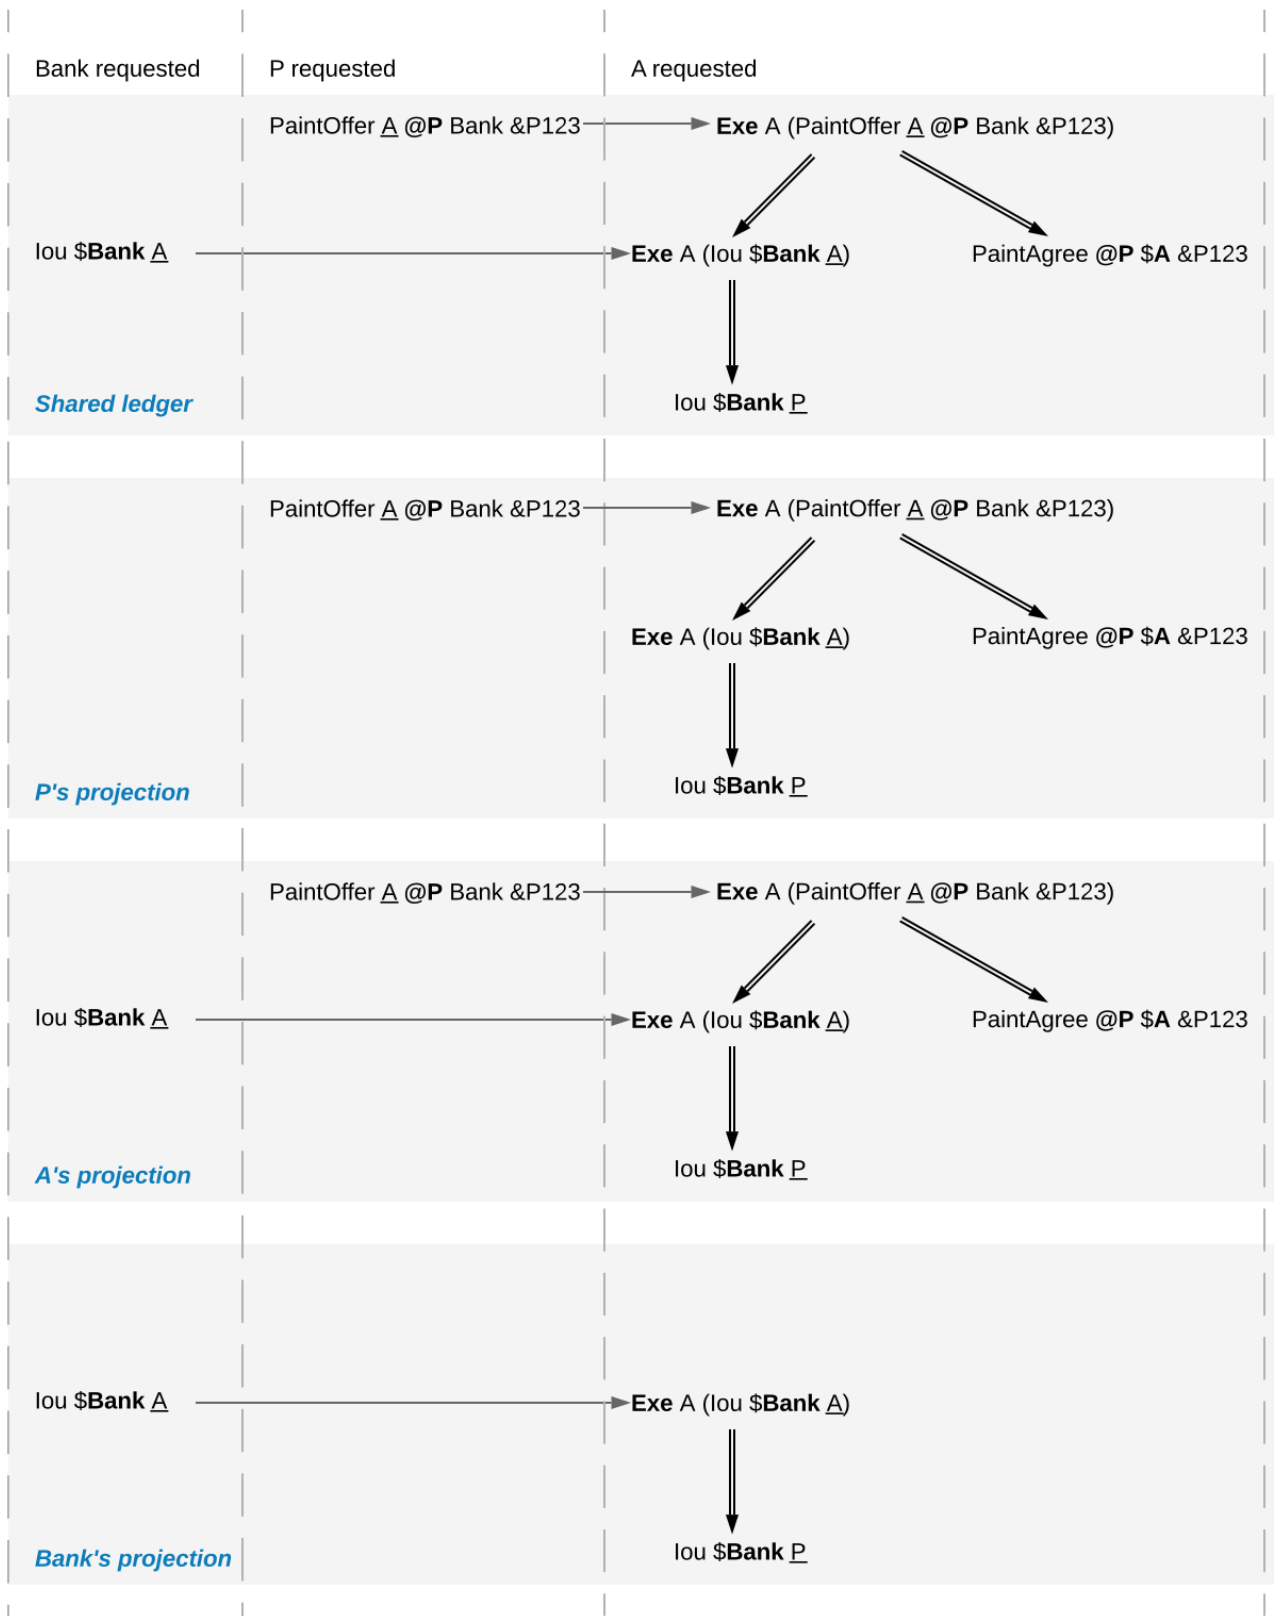 Bank requested P requested A requested
PaintOffer A @P Bank &P123 Exe A (PaintOffer A @P Bank &P123)
Iou $Bank A Exe A (Iou $Bank A) PaintAgree @P $A &P123
Shared ledger Iou $Bank P
PaintOffer A @P Bank &P123 Exe A (PaintOffer A @P Bank &P123)
Exe A (Iou $Bank A) PaintAgree @P $A &P123
P's projection Iou $Bank P
PaintOffer A @P Bank &P123 Exe A (PaintOffer A @P Bank &P123)
Iou $Bank A Exe A (Iou $Bank A) PaintAgree @P $A &P123
A's projection Iou $Bank P
Iou $Bank A Exe A (Iou $Bank A)
Bank's projection Iou $Bank P